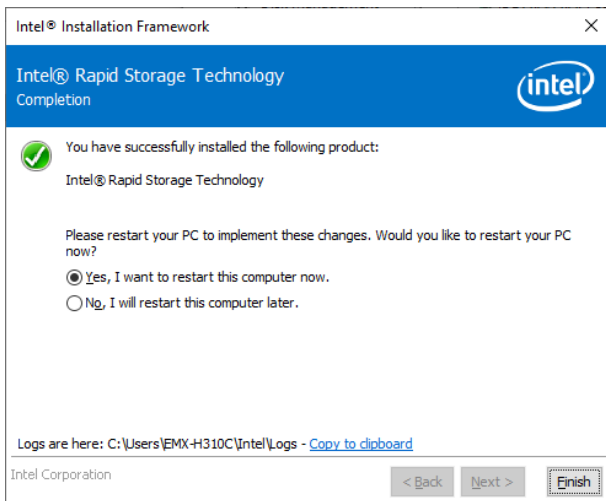 Intel® Installation Framework
Intel® Rapid Storage Technology
Completion
intel
You have successfully installed the following product:
Intel® Rapid Storage Technology
Please restart your PC to implement these changes. Would you like to restart your PC
now?
Yes, I want to restart this computer now.
No, I will restart this computer later.
Logs are here: C:\Users\EMX-H310C\Intel\Logs - Copy to clipboard
Intel Corporation
< Back Next > Finish